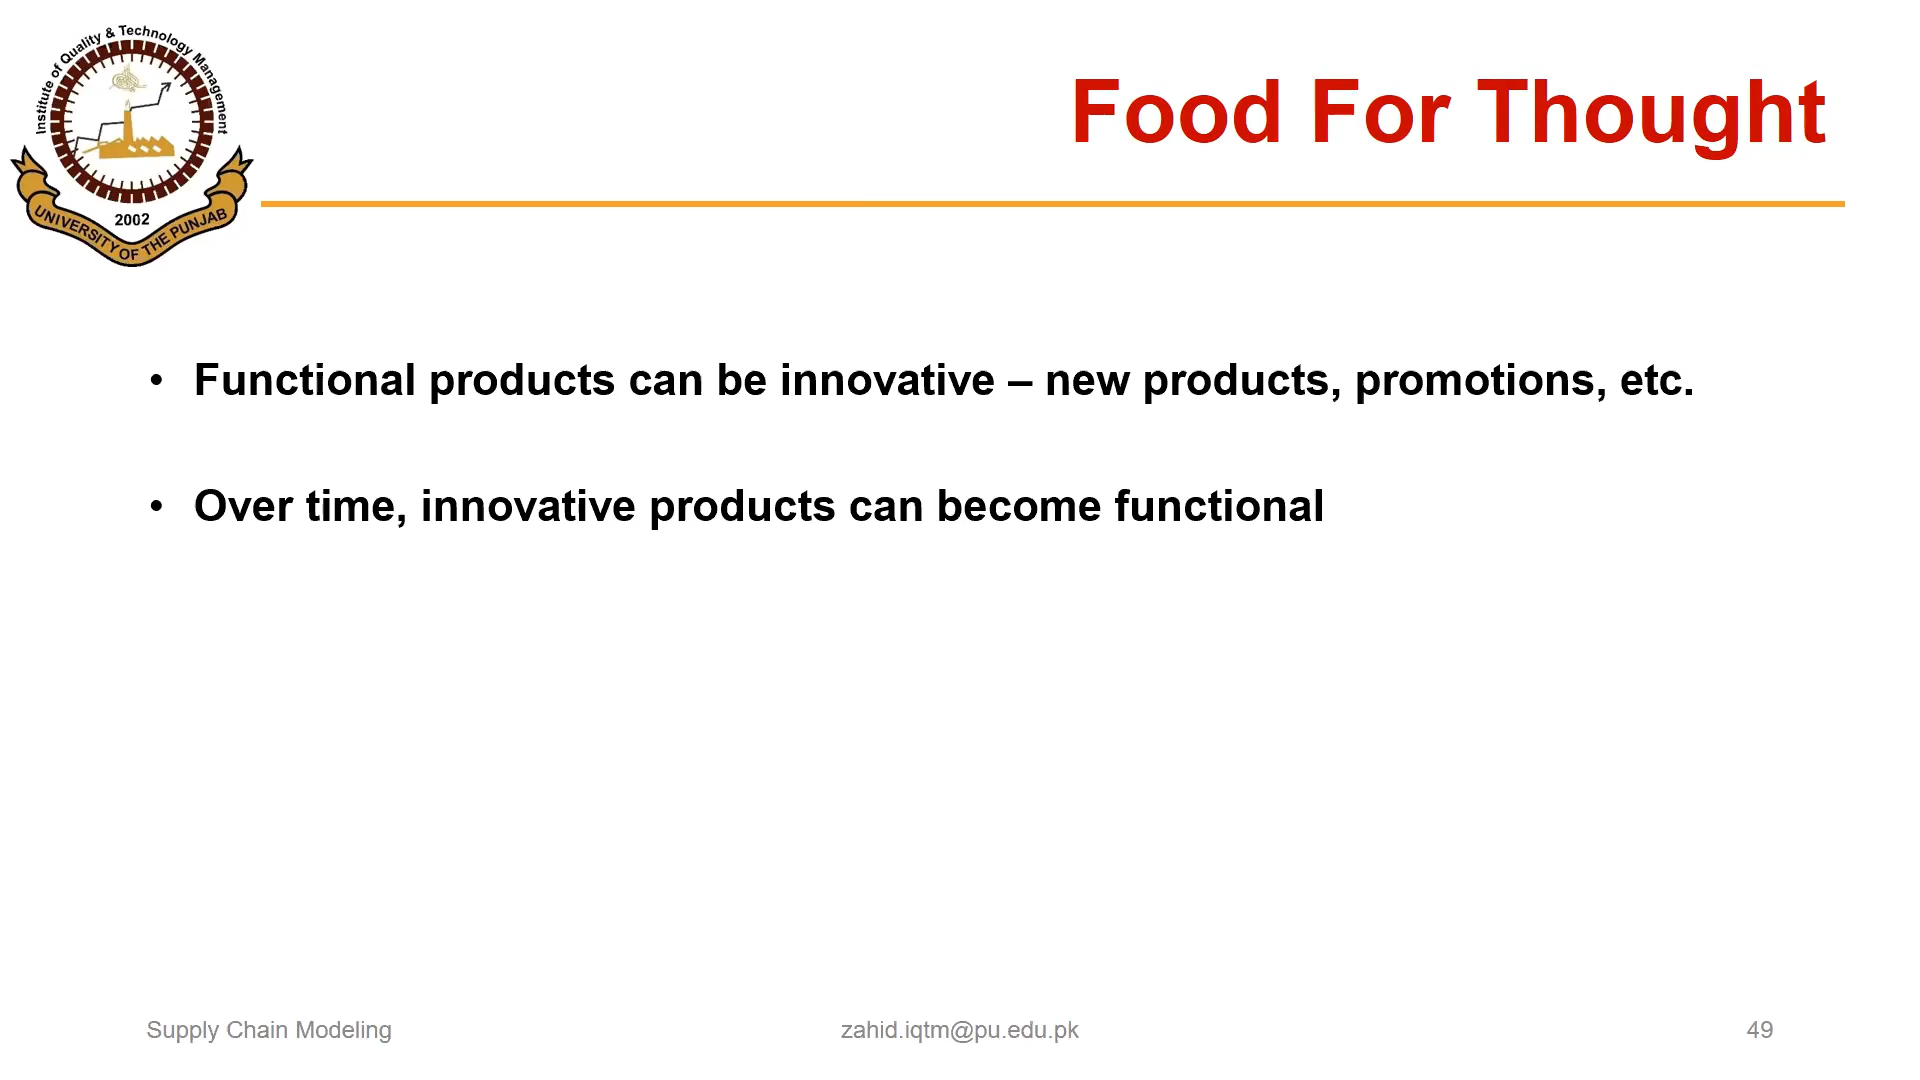 Institute of Quality & Technology Management
2002
UNIVERSITY OF THE PUNJAB
Food For Thought
• Functional products can be innovative – new products, promotions, etc.
• Over time, innovative products can become functional
Supply Chain Modeling
zahid.iqtm@pu.edu.pk
49